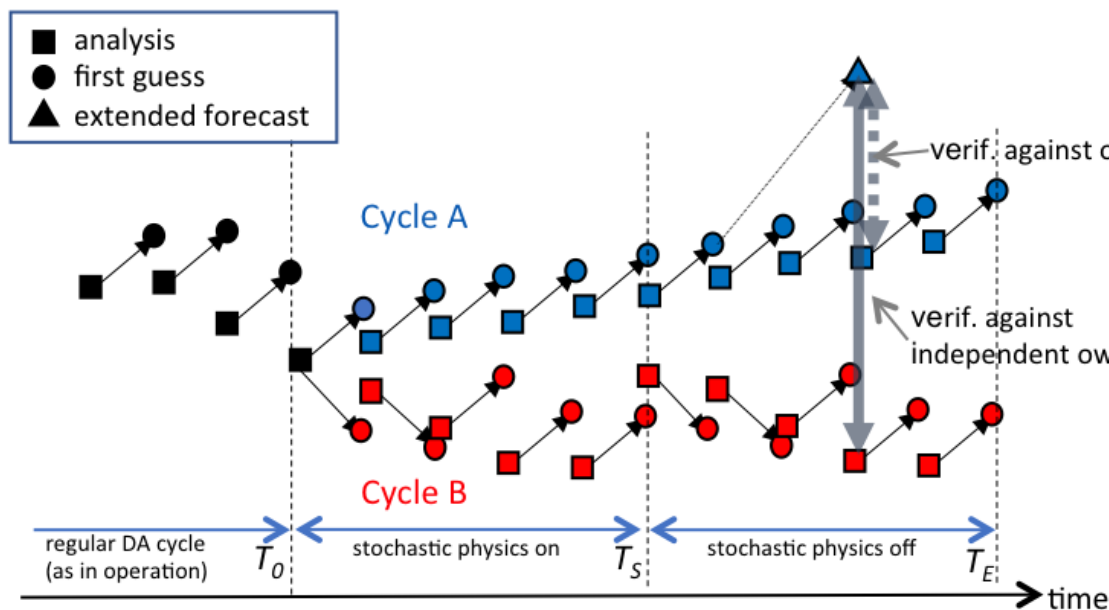 analysis
first guess
extended forecast
verif. against
Cycle A
verif. against
independent
Cycle B
regular DA cycle
(as in operation)
T0
stochastic physics on
TS
stochastic physics off
TE
time